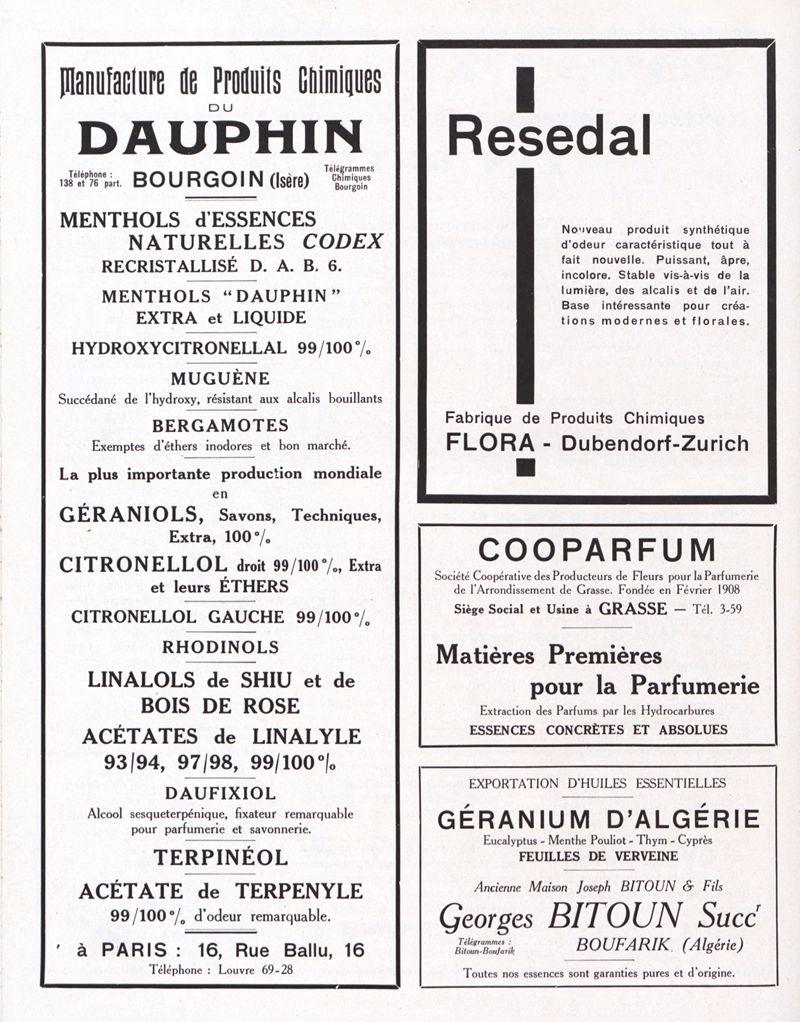 Manufacture de Produits Chimiques
DU
DAUPHIN
Téléphone :
138 et 76 part.
BOURGOIN (Isère)
Télégrammes
Chimiques
Bourgoin
MENTHOLS d'ESSENCES
NATURELLES CODEX
RECRISTALLISÉ D. A. B. 6.
MENTHOLS "DAUPHIN"
EXTRA et LIQUIDE
HYDROXYCITRONELLAL 99/100%
MUGUÈNE
Succédané de l'hydroxy, résistant aux alcalis bouillants
BERGAMOTES
Exemptes d'éthers inodores et bon marché.
La plus importante production mondiale
en
GÉRANIOLS, Savons, Techniques,
Extra, 100%
CITRONELLOL droit 99/100%, Extra
et leurs ÉTHERS
CITRONELLOL GAUCHE 99/100%
RHODINOLS
LINALOLS de SHIU et de
BOIS DE ROSE
ACÉTATES de LINALYLE
93/94, 97/98, 99/100%
DAUFIXIOL
Alcool sesqueterpénique, fixateur remarquable
pour parfumerie et savonnerie.
TERPINÉOL
ACÉTATE de TERPENYLE
99/100% d'odeur remarquable.
à PARIS : 16, Rue Ballu, 16
Téléphone : Louvre 69-28
Resedal
Nouveau produit synthétique
d'odeur caractéristique tout à
fait nouvelle. Puissant, âpre,
incolore. Stable vis-à-vis de la
lumière, des alcalis et de l'air.
Base intéressante pour créa-
tions modernes et florales.
Fabrique de Produits Chimiques
FLORA - Dubendorf-Zurich
COOPARFUM
Société Coopérative des Producteurs de Fleurs pour la Parfumerie
de l'Arrondissement de Grasse. Fondée en Février 1908
Siège Social et Usine à GRASSE — Tél. 3-59
Matières Premières
pour la Parfumerie
Extraction des Parfums par les Hydrocarbures
ESSENCES CONCRÈTES ET ABSOLUES
EXPORTATION D'HUILES ESSENTIELLES
GÉRANIUM D'ALGÉRIE
Eucalyptus - Menthe Pouliot - Thym - Cyprès
FEUILLES DE VERVEINE
Ancienne Maison Joseph BITOUN & Fils
Georges BITOUN Succr
Télégrammes :
Bitoun-Boufarik
BOUFARIK (Algérie)
Toutes nos essences sont garanties pures et d'origine.